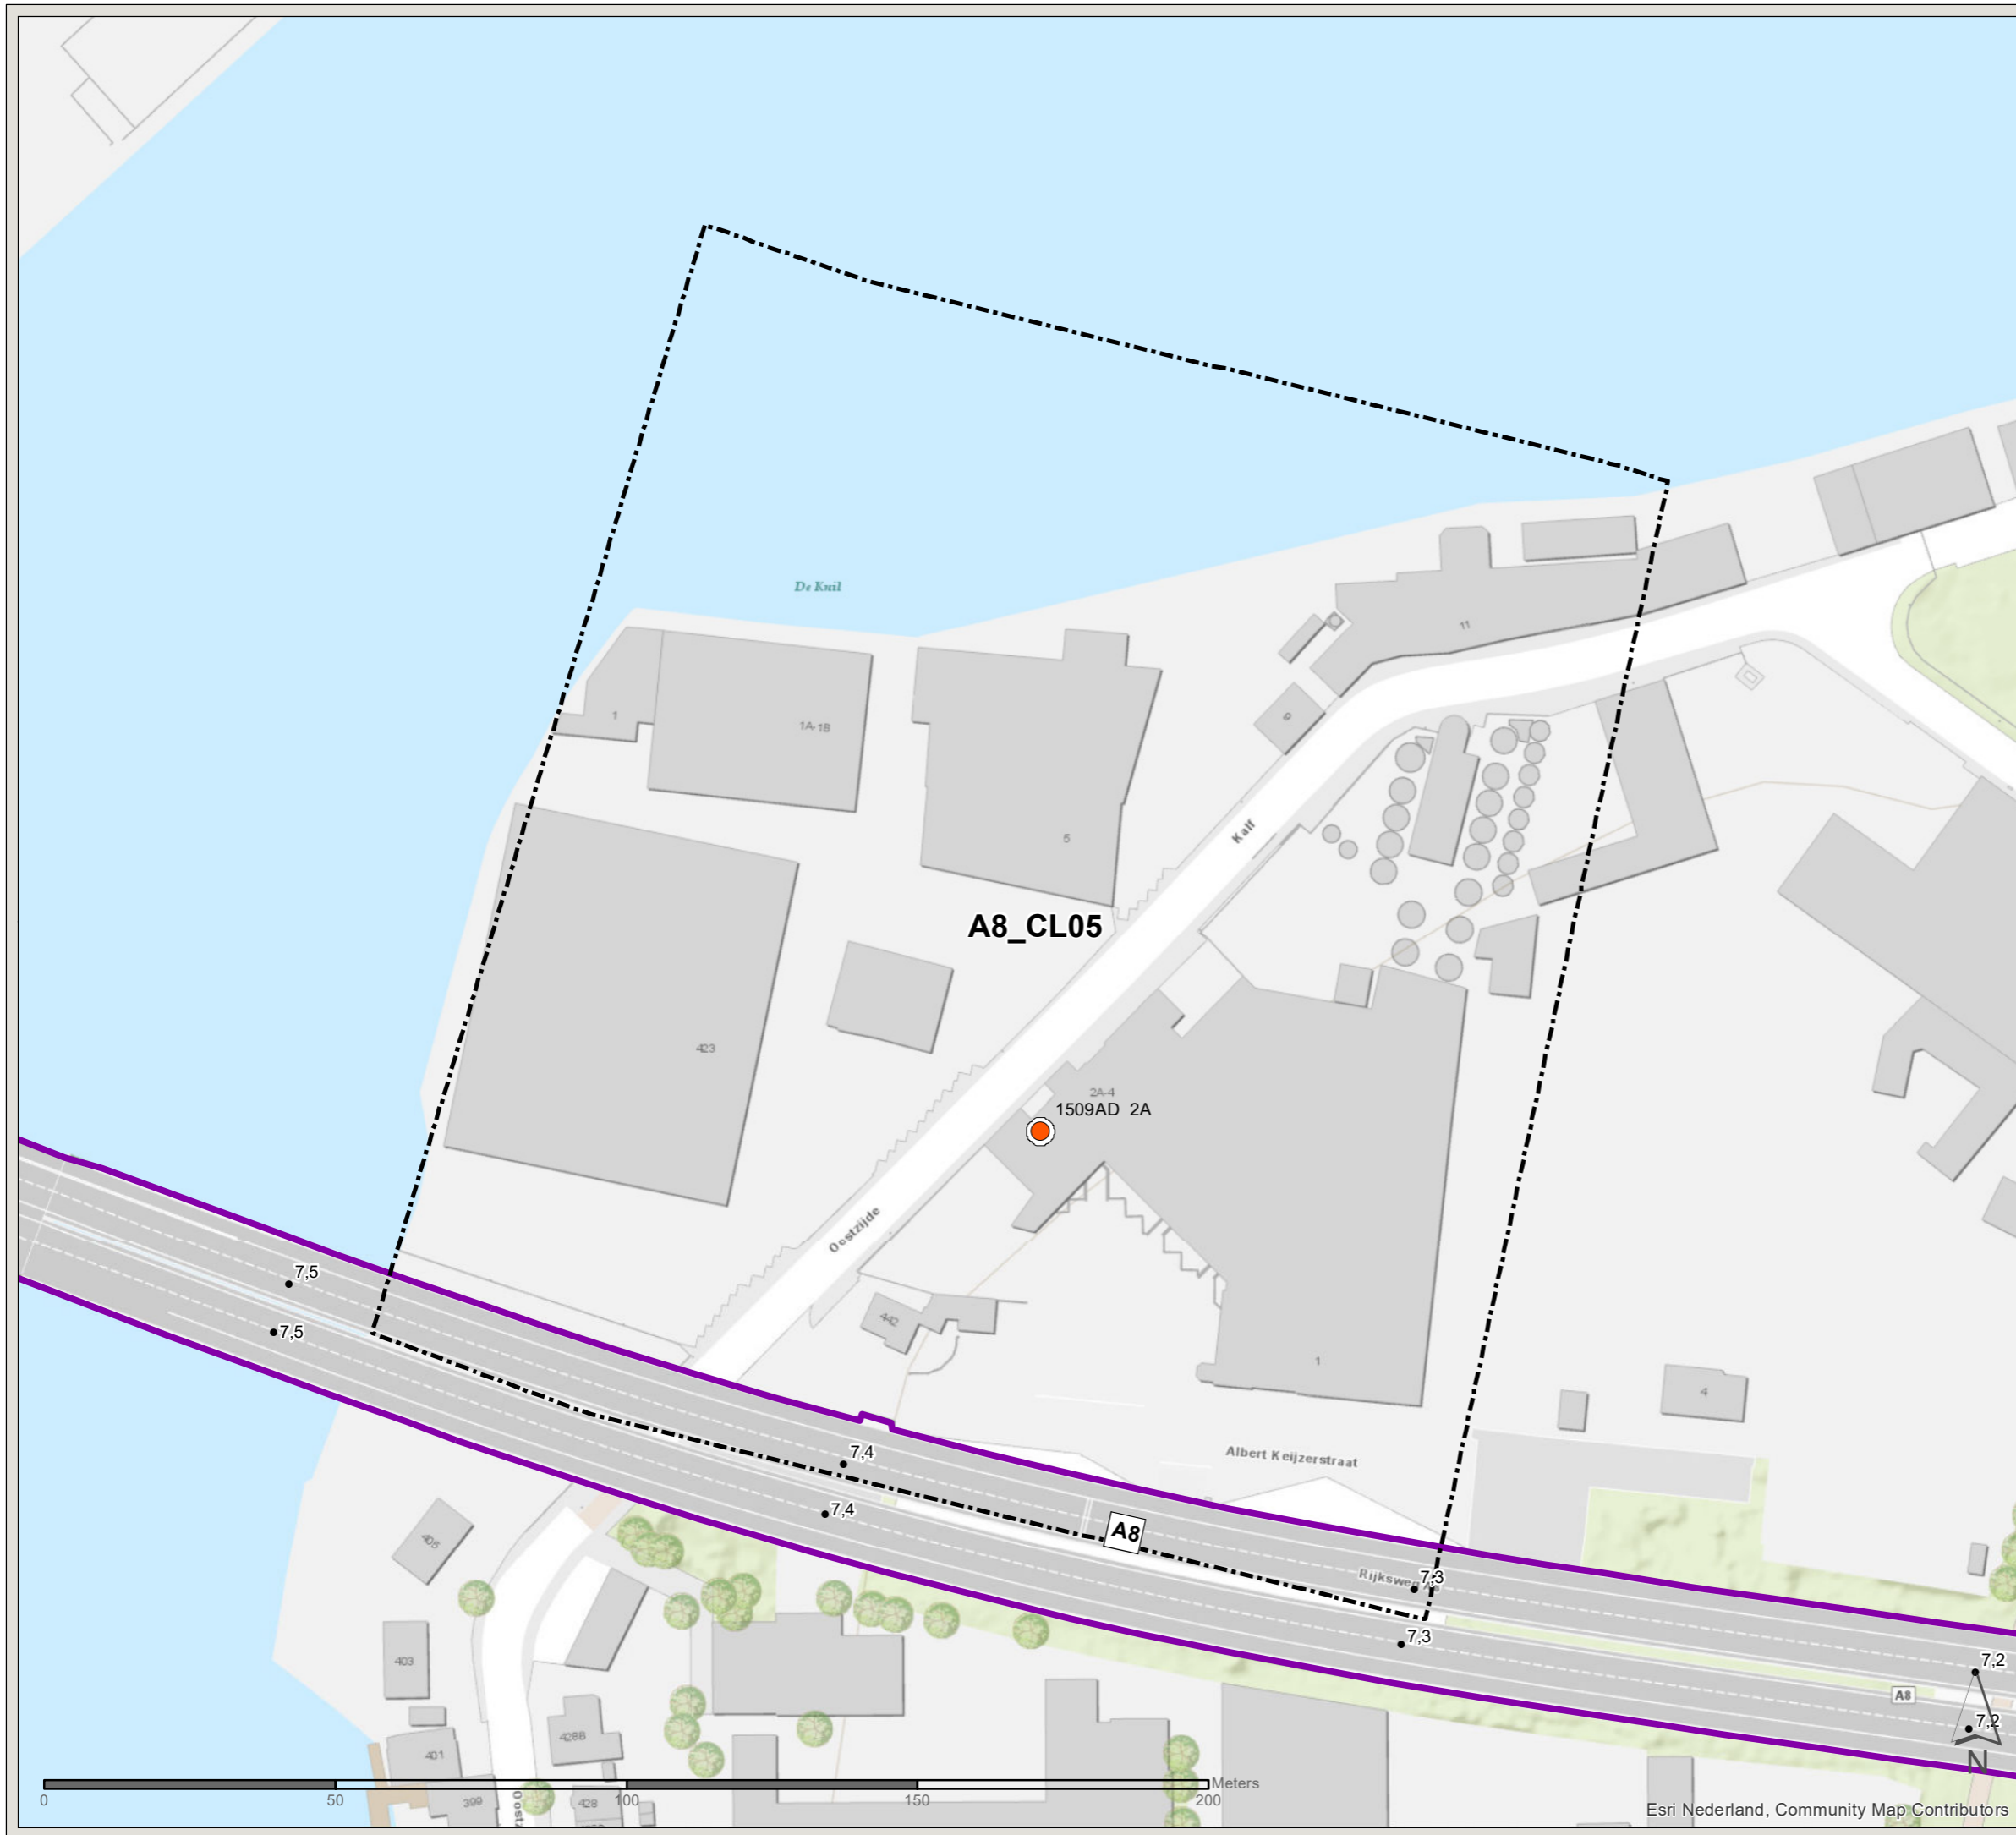 De Knil
11
1
1A-1B
9
5
Kalf
A8_CL05
423
2A-4
1509AD 2A
Oostzijde
7,5
7,5
442
1
4
7,4
7,4
Albert Keijzerstraat
A8
Rijksweg A8
7,3
7,3
405
403
7,2
A8
7,2
428B
401
N
Meters
0
50
100
150
200
399
428
Esri Nederland, Community Map Contributors